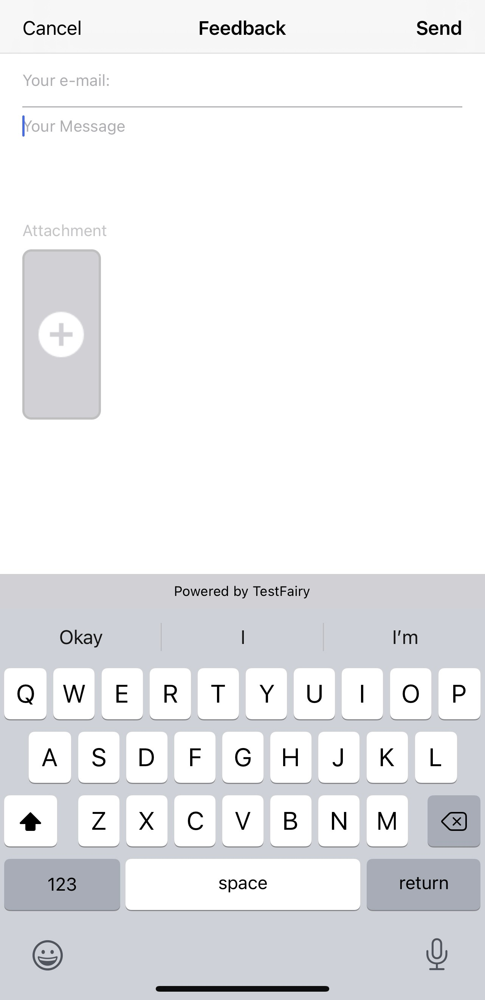 Cancel Feedback Send
Your e-mail:
Your Message
Attachment
Powered by TestFairy
Okay I I’m
Q W E R T Y U I O P
A S D F G H J K L
Z X C V B N M
123 space return